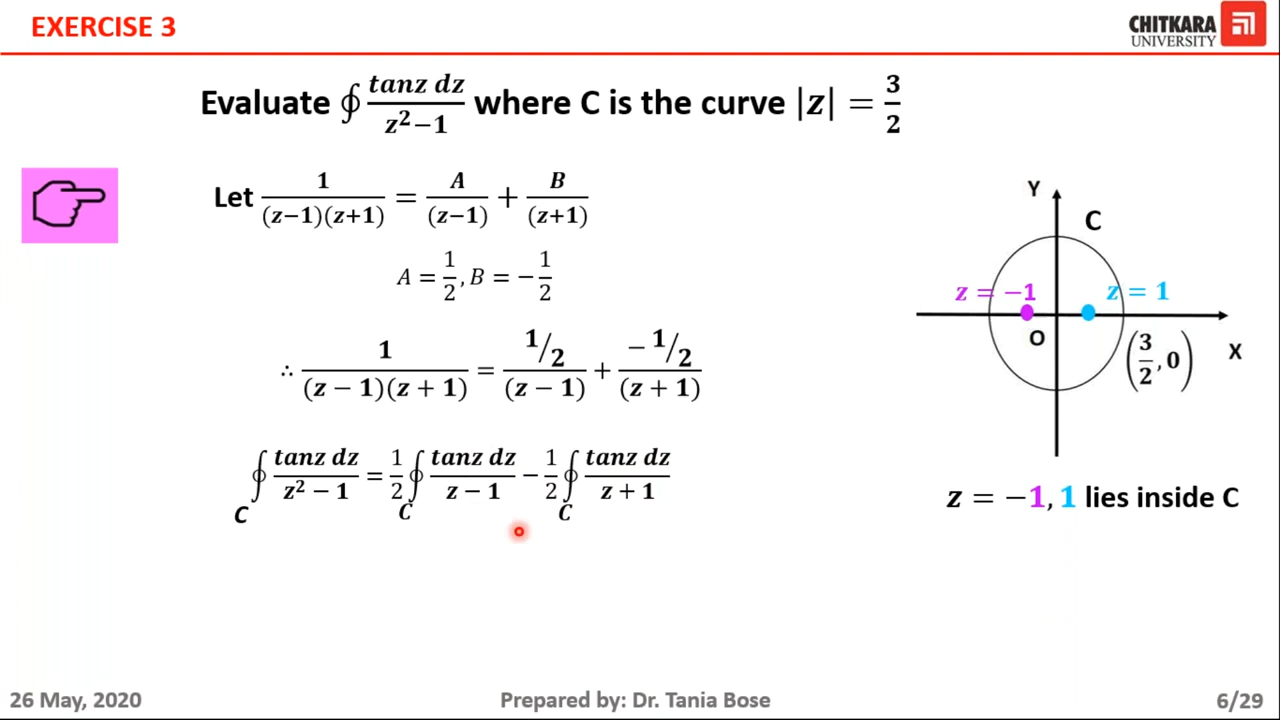 EXERCISE 3
CHITKARA
UNIVERSITY
Evaluate ∮ tanz dz / z² − 1 where C is the curve |z| = 3/2
Let 1/((z−1)(z+1)) = A/(z−1) + B/(z+1)
A = 1/2, B = − 1/2
∴ 1/((z − 1)(z + 1)) = (1/2)/(z − 1) + (− 1/2)/(z + 1)
∮C tanz dz/(z² − 1) = 1/2 ∮C tanz dz/(z − 1) − 1/2 ∮C tanz dz/(z + 1)
Y
C
z = −1
z = 1
O
(3/2, 0)
X
z = −1, 1 lies inside C
26 May, 2020
Prepared by: Dr. Tania Bose
6/29